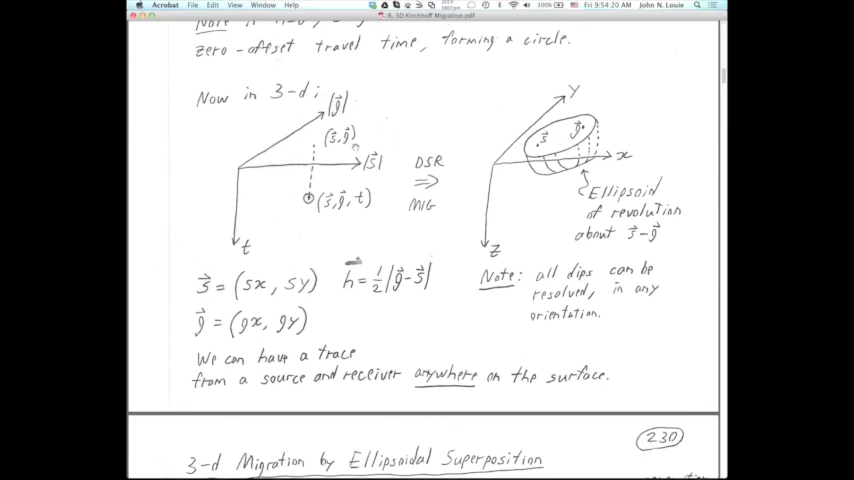 Acrobat File Edit View Window Help
100% Fri 9:54:20 AM John N. Louie
8. 3D Kirchhoff Migration.pdf
Note
zero-offset travel time, forming a circle.
Now in 3-d:
|g⃗|
(s⃗,g⃗)
|s⃗|
(s⃗,g⃗,t)
t
DSR
⇒
MIG
y
s⃗ g⃗
x
z
Ellipsoid
of revolution
about s⃗-g⃗
s⃗ = (sx, sy) h = ½|g⃗-s⃗|
g⃗ = (gx, gy)
Note: all dips can be
resolved, in any
orientation.
We can have a trace
from a source and receiver anywhere on the surface.
230
3-d Migration by Ellipsoidal Superposition